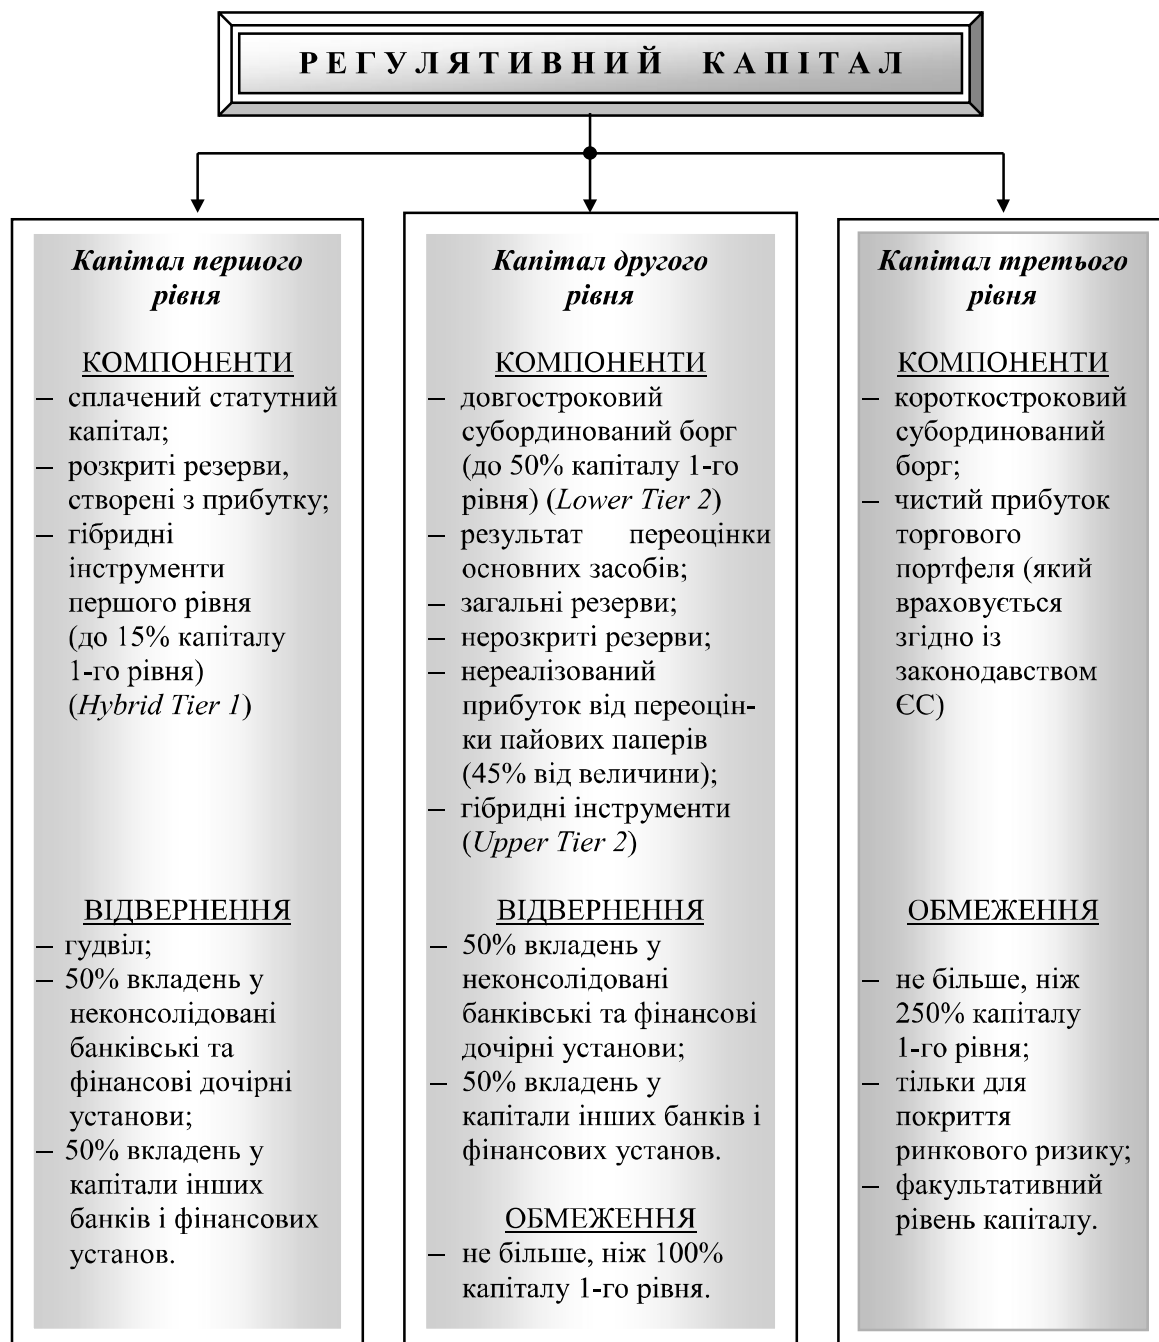 РЕГУЛЯТИВНИЙ КАПІТАЛ
Капітал першого
рівня
КОМПОНЕНТИ
– сплачений статутний
капітал;
– розкриті резерви,
створені з прибутку;
– гібридні
інструменти
першого рівня
(до 15% капіталу
1-го рівня)
(Hybrid Tier 1)
ВІДВЕРНЕННЯ
– гудвіл;
– 50% вкладень у
неконсолідовані
банківські та
фінансові дочірні
установи;
– 50% вкладень у
капітали інших
банків і фінансових
установ.
Капітал другого
рівня
КОМПОНЕНТИ
– довгостроковий
субординований борг
(до 50% капіталу 1-го
рівня) (Lower Tier 2)
– результат переоцінки
основних засобів;
– загальні резерви;
– нерозкриті резерви;
– нереалізований
прибуток від переоцін-
ки пайових паперів
(45% від величини);
– гібридні інструменти
(Upper Tier 2)
ВІДВЕРНЕННЯ
– 50% вкладень у
неконсолідовані
банківські та фінансові
дочірні установи;
– 50% вкладень у
капітали інших банків і
фінансових установ.
ОБМЕЖЕННЯ
– не більше, ніж 100%
капіталу 1-го рівня.
Капітал третього
рівня
КОМПОНЕНТИ
– короткостроковий
субординований
борг;
– чистий прибуток
торгового
портфеля (який
враховується
згідно із
законодавством
ЄС)
ОБМЕЖЕННЯ
– не більше, ніж
250% капіталу
1-го рівня;
– тільки для
покриття
ринкового ризику;
– факультативний
рівень капіталу.